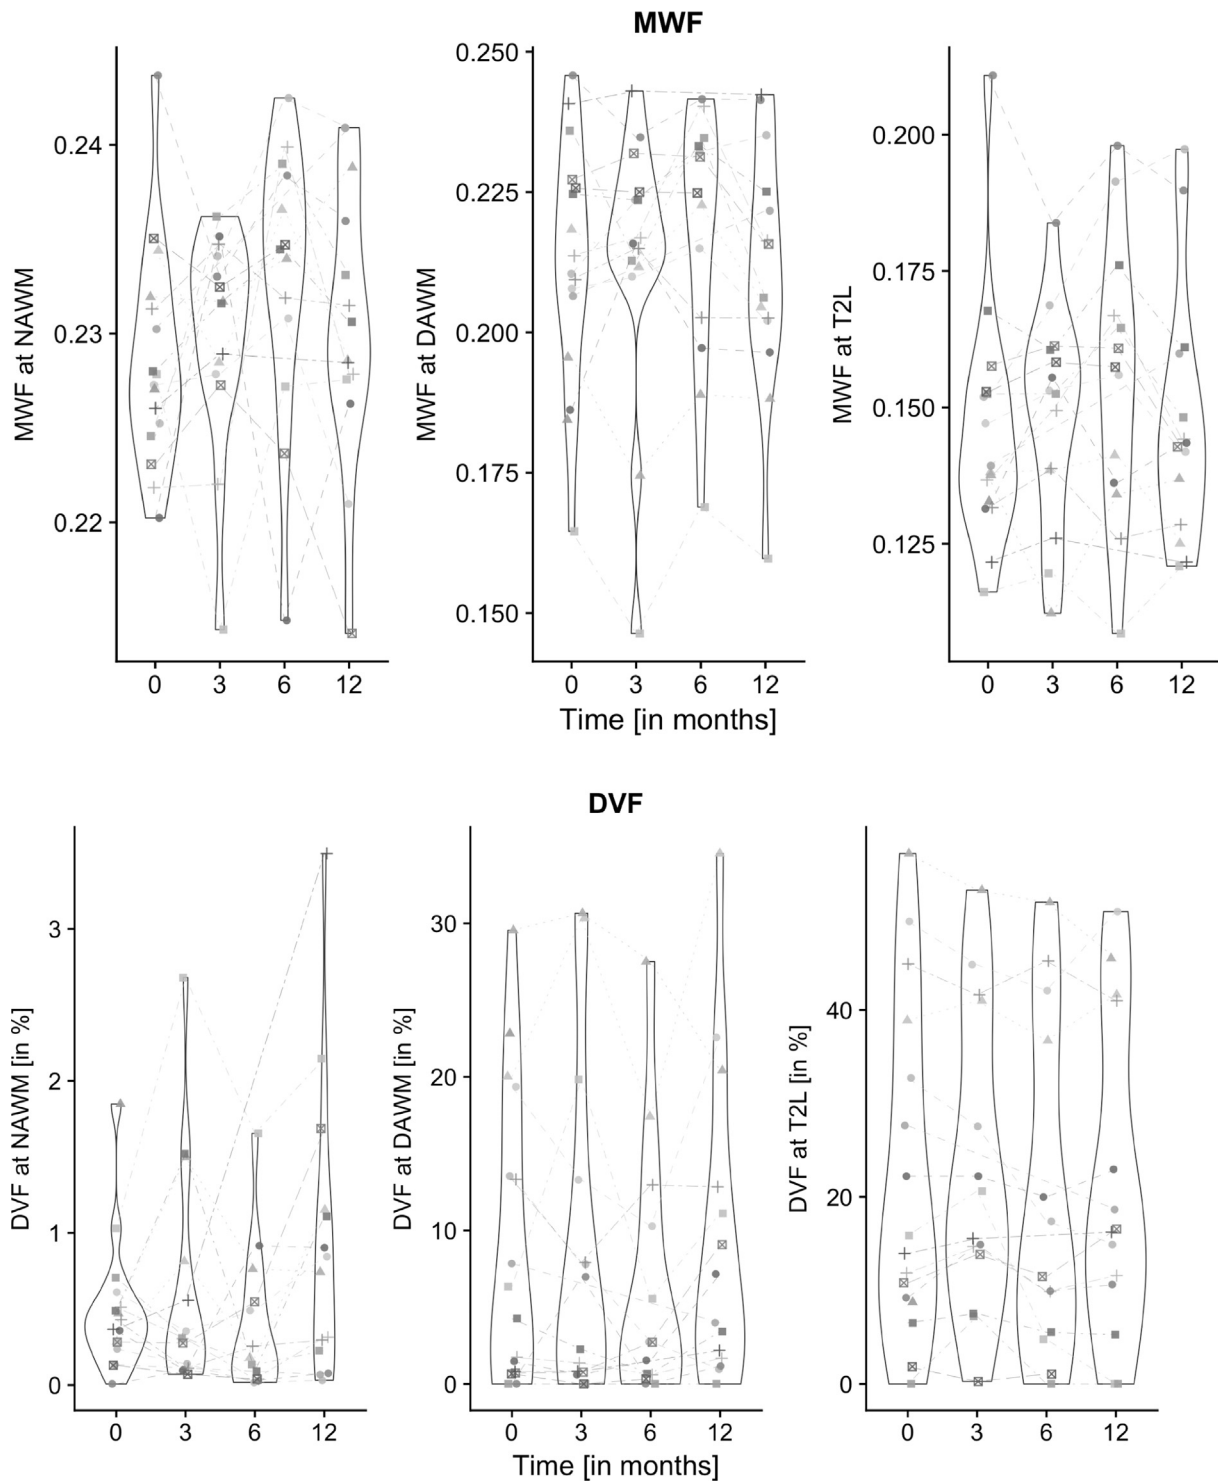 MWF
MWF at NAWM
0.24
0.23
0.22
0 3 6 12
MWF at DAWM
0.250
0.225
0.200
0.175
0.150
0 3 6 12
MWF at T2L
0.200
0.175
0.150
0.125
0 3 6 12
Time [in months]
DVF
DVF at NAWM [in %]
3
2
1
0
0 3 6 12
DVF at DAWM [in %]
30
20
10
0
0 3 6 12
DVF at T2L [in %]
40
20
0
0 3 6 12
Time [in months]